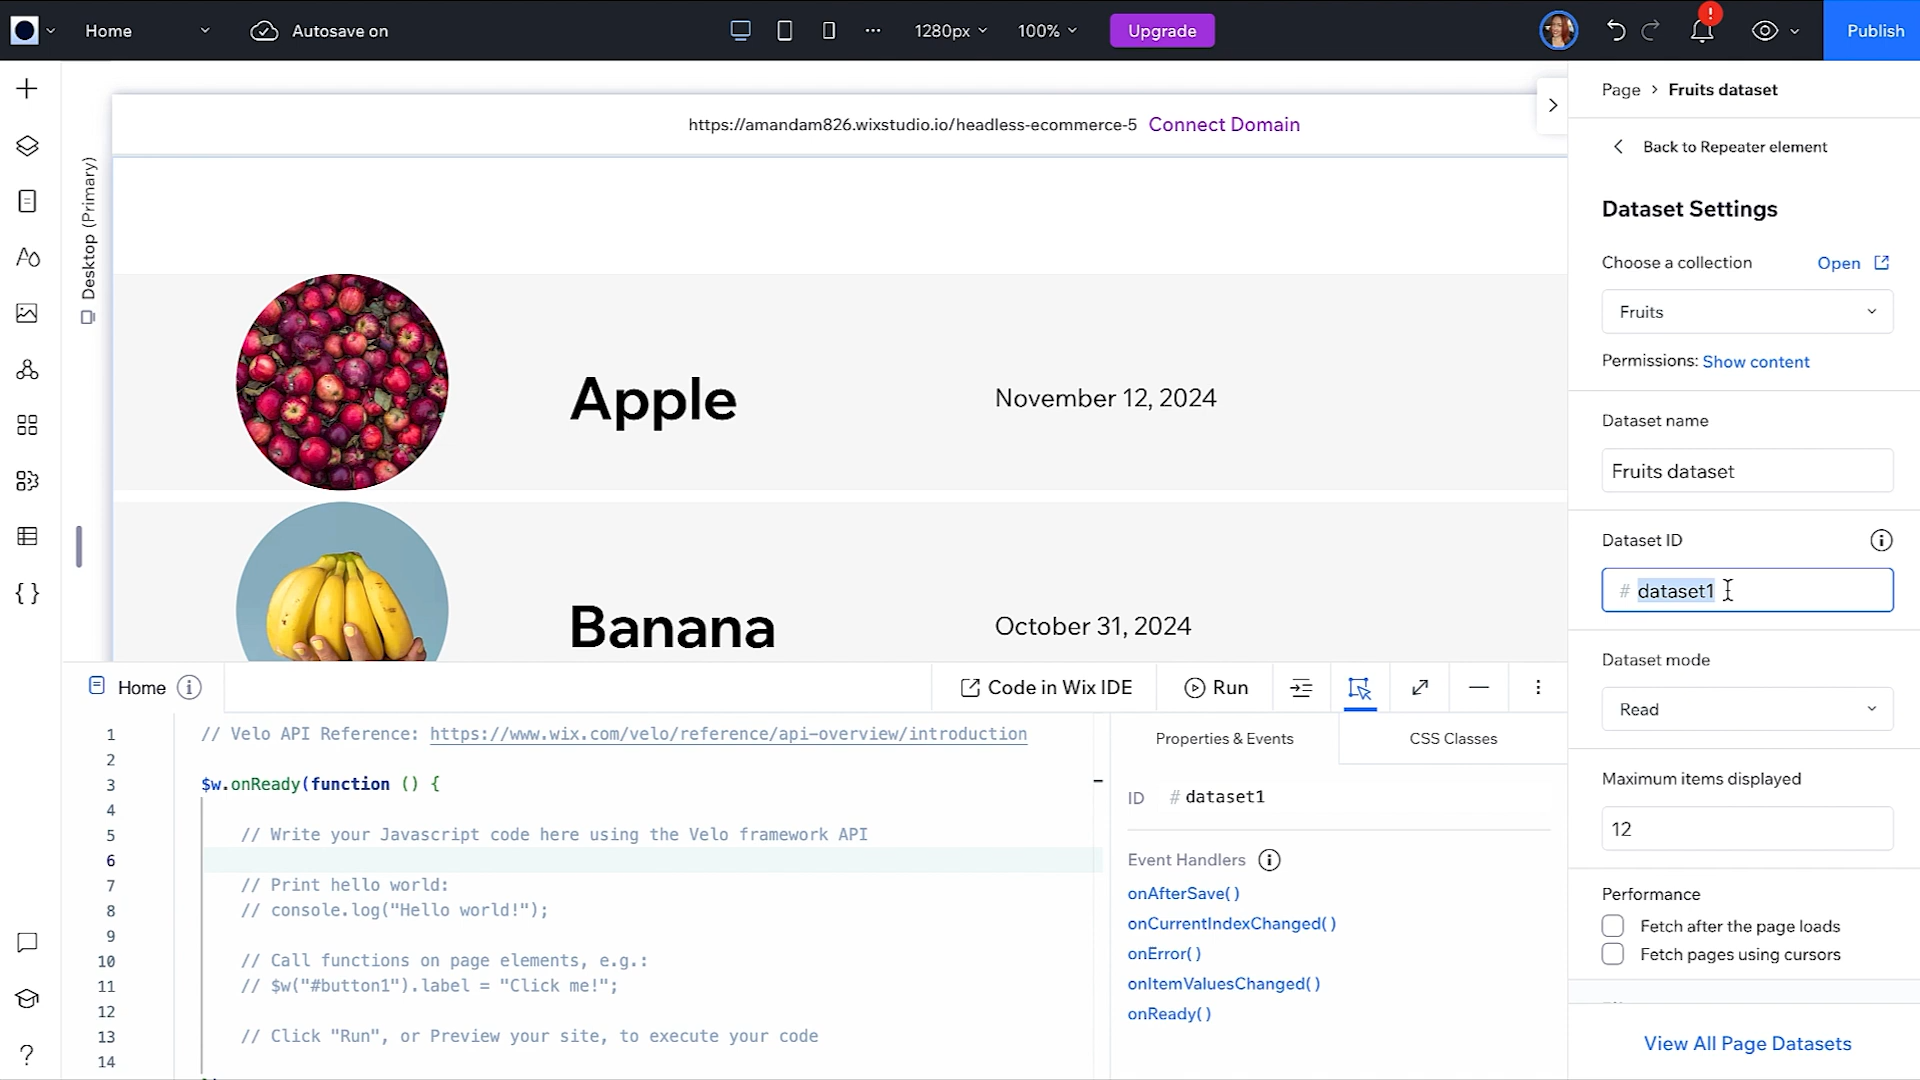 Home
Autosave on
1280px
100%
Upgrade
!
Publish
https://amandam826.wixstudio.io/headless-ecommerce-5 Connect Domain
Desktop (Primary)
Apple
November 12, 2024
Banana
October 31, 2024
Page > Fruits dataset
Back to Repeater element
Dataset Settings
Choose a collection
Open
Fruits
Permissions: Show content
Dataset name
Fruits dataset
Dataset ID
# dataset1
Dataset mode
Read
Maximum items displayed
12
Performance
Fetch after the page loads
Fetch pages using cursors
View All Page Datasets
Home
Code in Wix IDE
Run
1 // Velo API Reference: https://www.wix.com/velo/reference/api-overview/introduction
2
3 $w.onReady(function () {
4
5 // Write your Javascript code here using the Velo framework API
6
7 // Print hello world:
8 // console.log("Hello world!");
9
10 // Call functions on page elements, e.g.:
11 // $w("#button1").label = "Click me!";
12
13 // Click "Run", or Preview your site, to execute your code
14
Properties & Events
CSS Classes
ID # dataset1
Event Handlers
onAfterSave()
onCurrentIndexChanged()
onError()
onItemValuesChanged()
onReady()